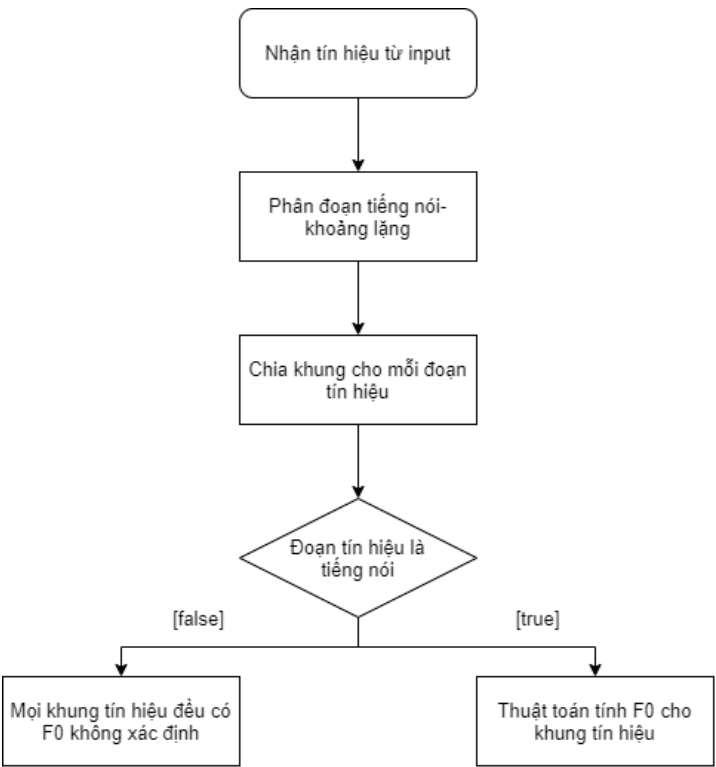 Nhận tín hiệu từ input
Phân đoạn tiếng nói-
khoảng lặng
Chia khung cho mỗi đoạn
tín hiệu
Đoạn tín hiệu là
tiếng nói
[false]
[true]
Mọi khung tín hiệu đều có
F0 không xác định
Thuật toán tính F0 cho
khung tín hiệu